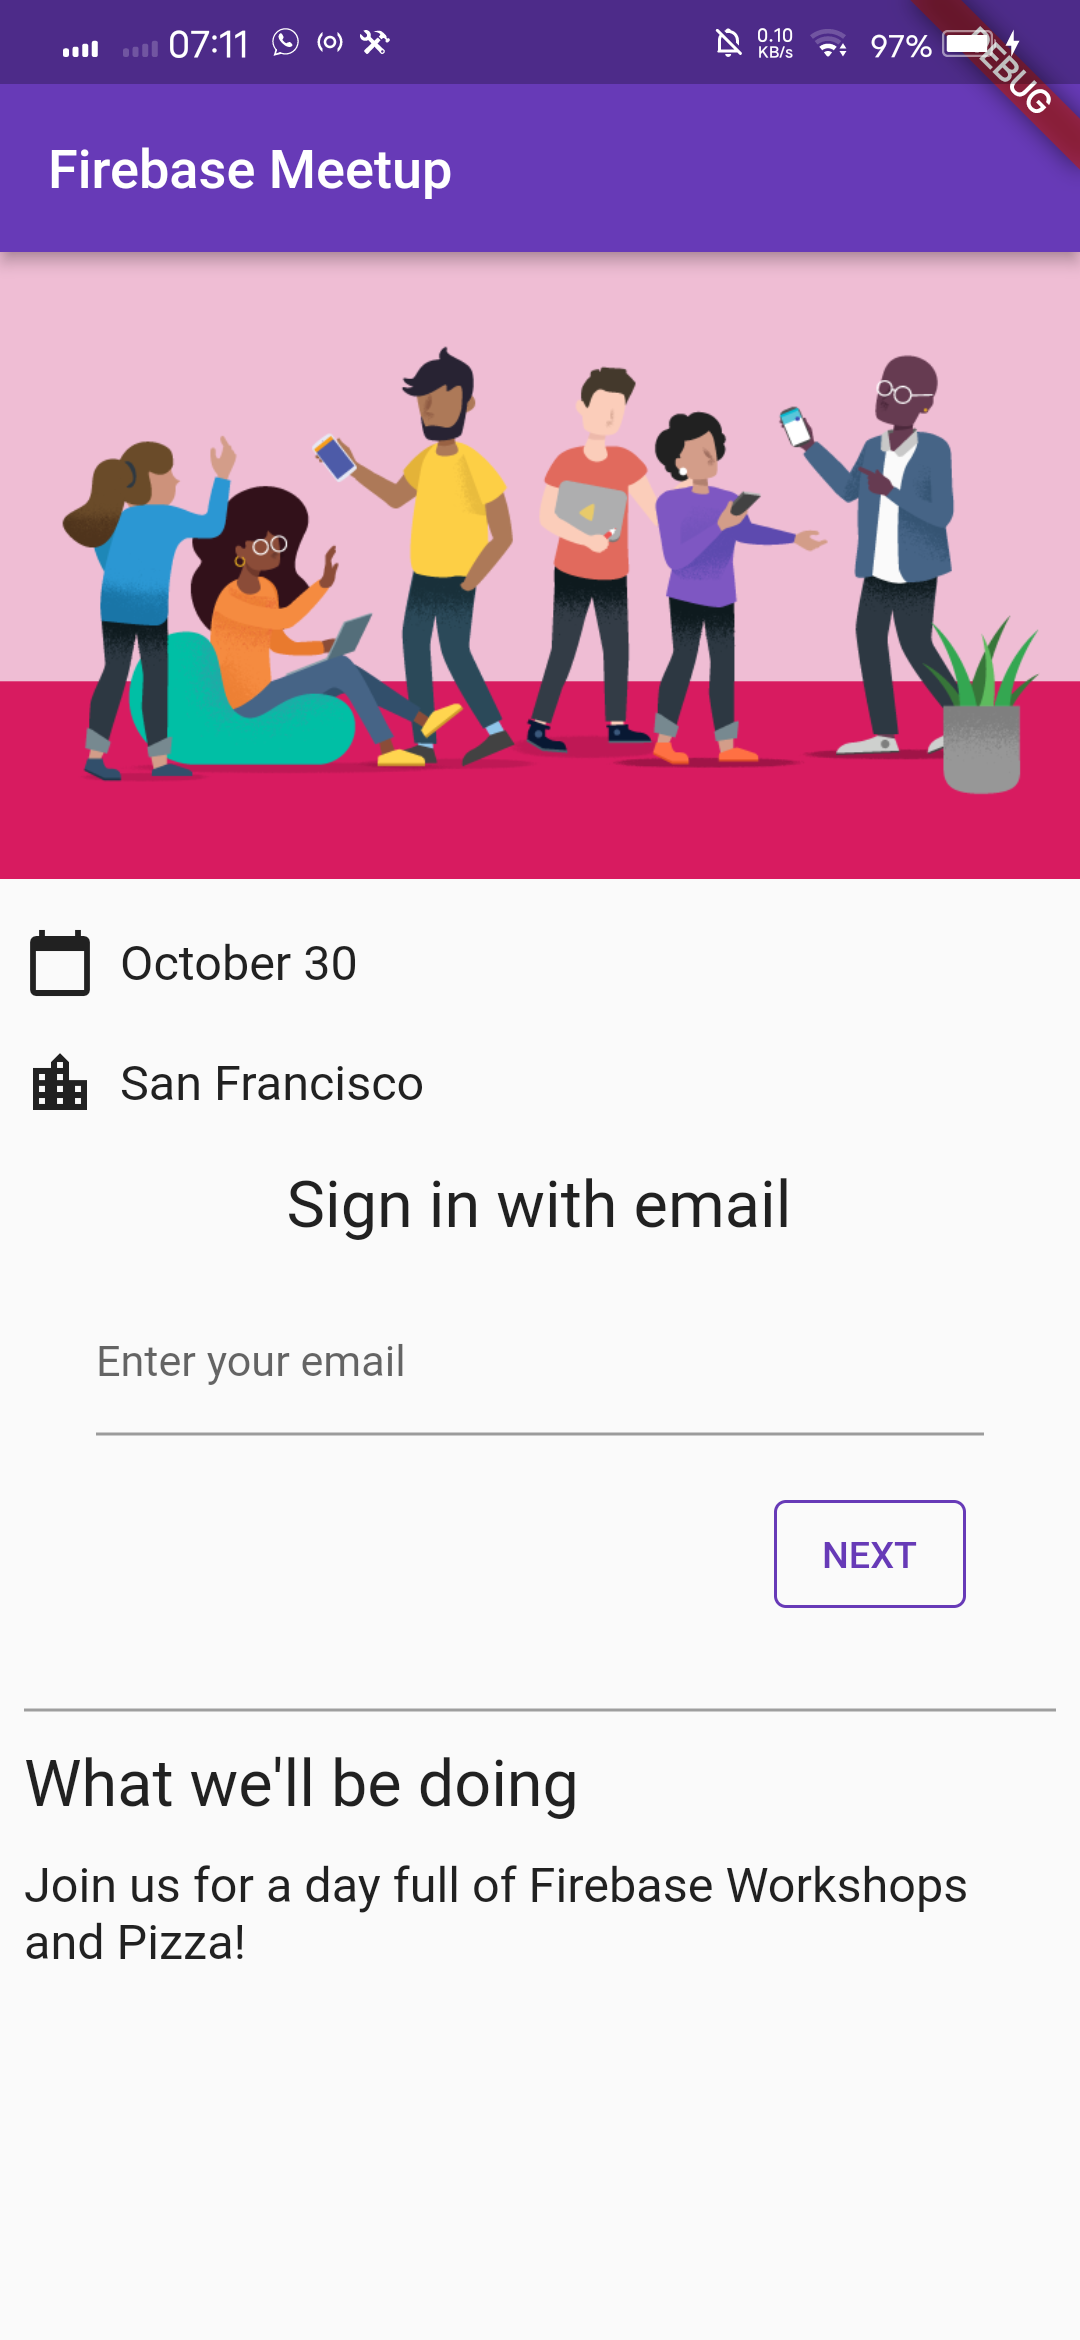 07:11
0.10
KB/s
97%
DEBUG
Firebase Meetup
October 30
San Francisco
Sign in with email
Enter your email
NEXT
What we'll be doing
Join us for a day full of Firebase Workshops
and Pizza!